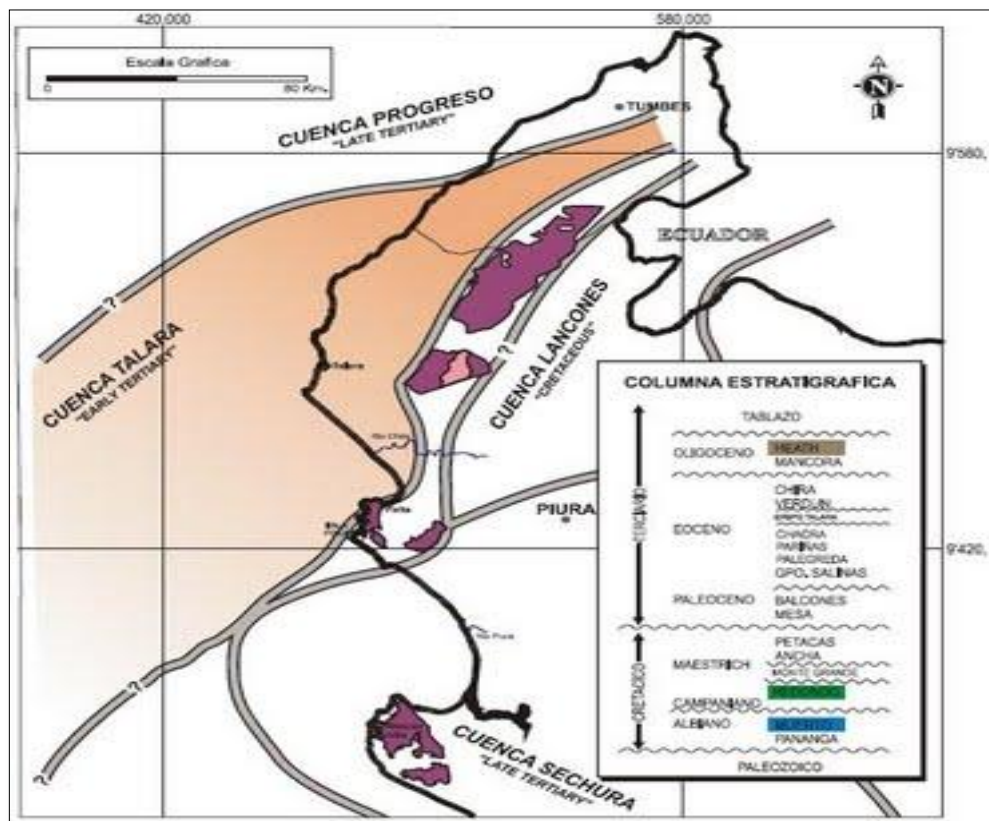 420,000
580,000
Escala Grafica
0 80 Km.
N
TUMBES
CUENCA PROGRESO
"LATE TERTIARY"
9'580,
ECUADOR
CUENCA TALARA
"EARLY TERTIARY"
CUENCA LANCONES
"CRETACEOUS"
?
?
?
?
?
PIURA
9'420,
CUENCA SECHURA
"LATE TERTIARY"
COLUMNA ESTRATIGRAFICA
TABLAZO
OLIGOCENO
HEATH
MANCORA
CHIRA
VERDUN
EOCENO
CHACRA
PARIÑAS
PALEGREDA
GPO. SALINAS
PALEOCENO
BALCONES
MESA
PETACAS
ANCHA
MAESTRICH
MONTE GRANDE
REDONDO
CAMPANIANO
ALBIANO
MUERTO
PANANGA
PALEOZOICO
CRETACICO